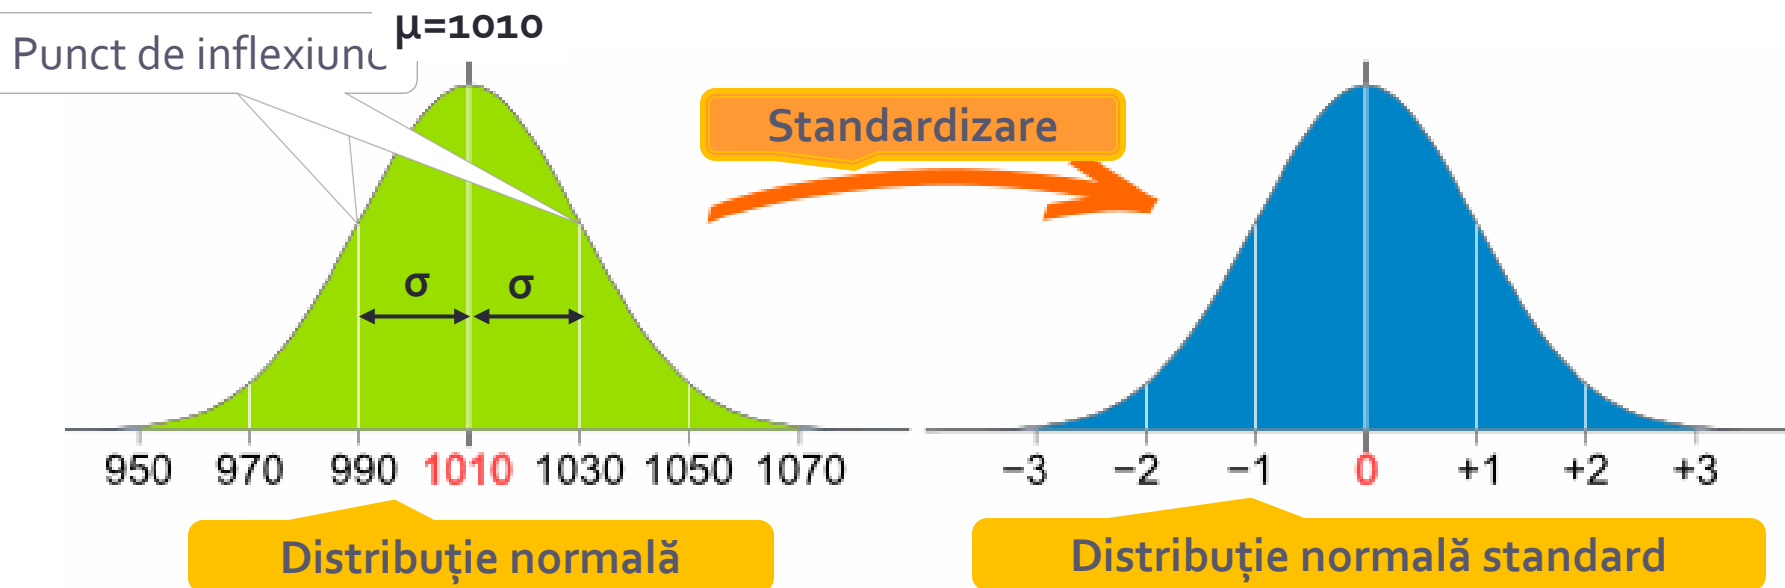 μ=1010
Punct de inflexiune
Standardizare
σ σ
950 970 990 1010 1030 1050 1070
−3 −2 −1 0 +1 +2 +3
Distribuție normală
Distribuție normală standard